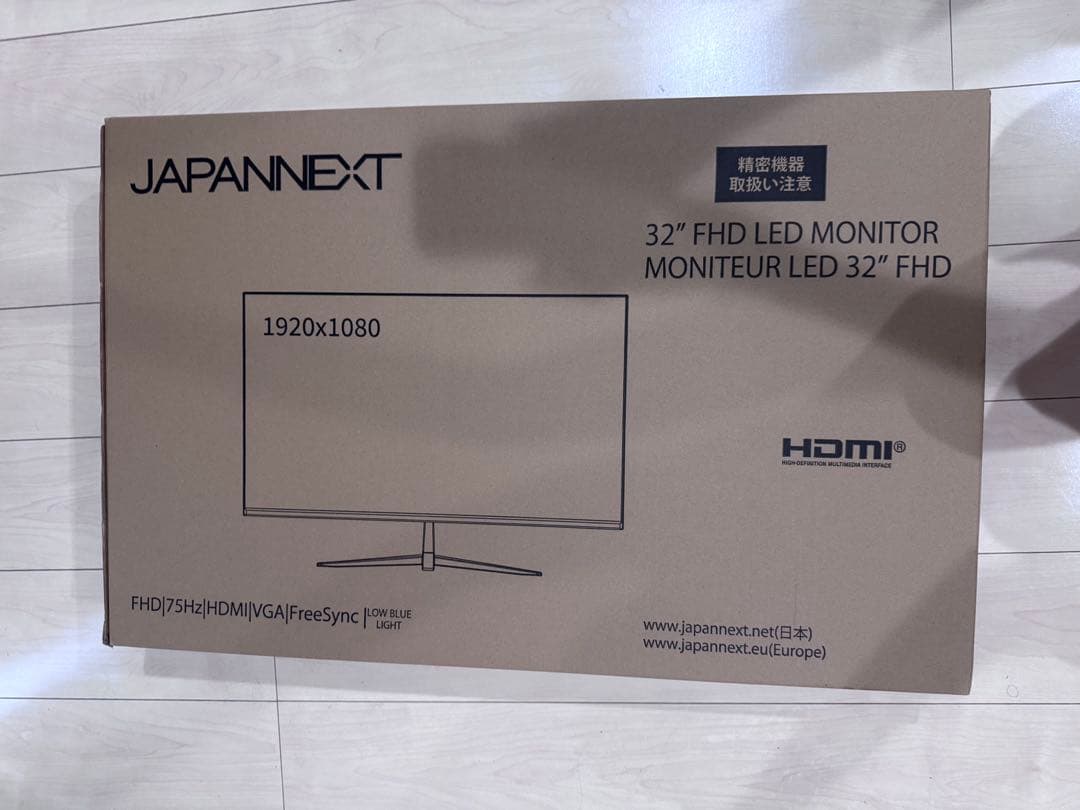 JAPANNEXT
精密機器
取扱い注意
32” FHD LED MONITOR
MONITEUR LED 32” FHD
1920x1080
HDMI®
HIGH-DEFINITION MULTIMEDIA INTERFACE
FHD|75Hz|HDMI|VGA|FreeSync |LOW BLUE
LIGHT
www.japannext.net(日本)
www.japannext.eu(Europe)